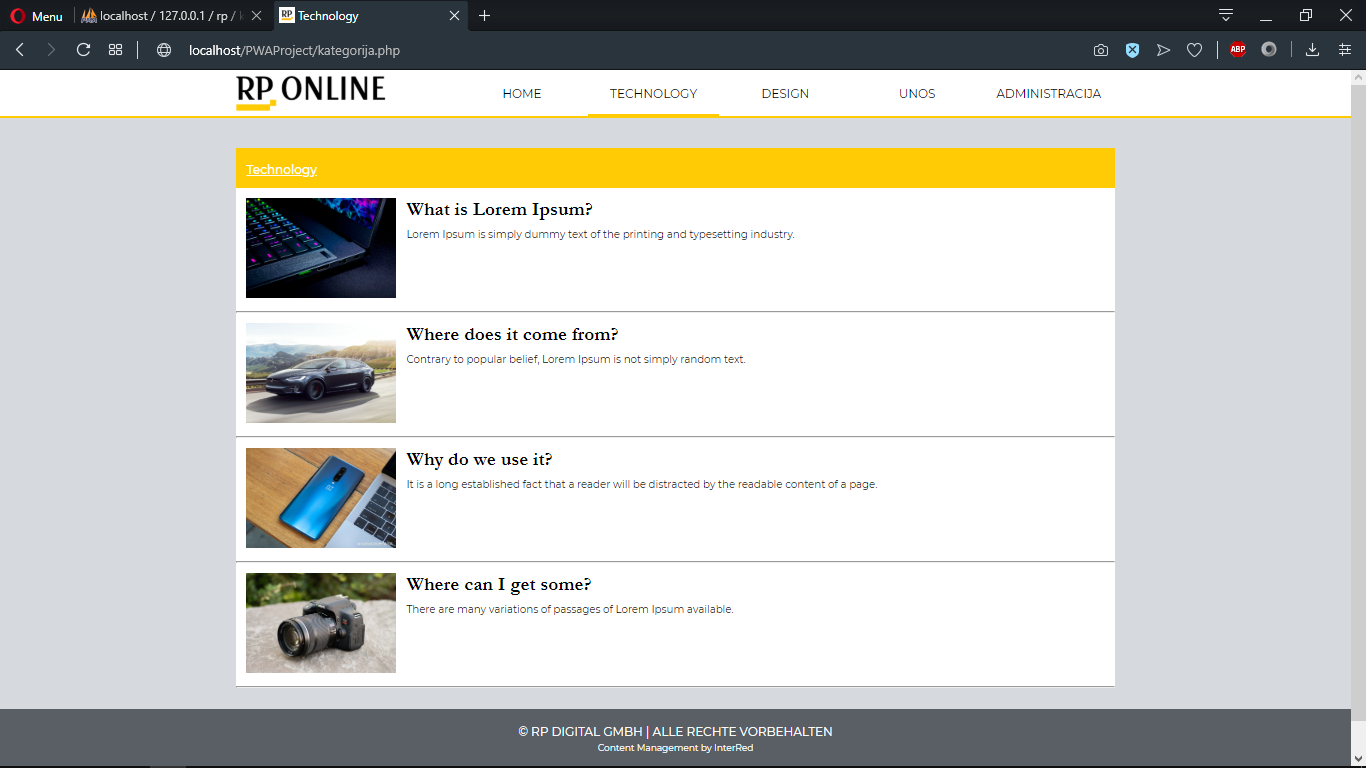 Menu
localhost / 127.0.0.1 / rp /
Technology
localhost/PWAProject/kategorija.php
ABP
RP ONLINE
HOME
TECHNOLOGY
DESIGN
UNOS
ADMINISTRACIJA
Technology
What is Lorem Ipsum?
Lorem Ipsum is simply dummy text of the printing and typesetting industry.
Where does it come from?
Contrary to popular belief, Lorem Ipsum is not simply random text.
Why do we use it?
It is a long established fact that a reader will be distracted by the readable content of a page.
Where can I get some?
There are many variations of passages of Lorem Ipsum available.
© RP DIGITAL GMBH | ALLE RECHTE VORBEHALTEN
Content Management by InterRed